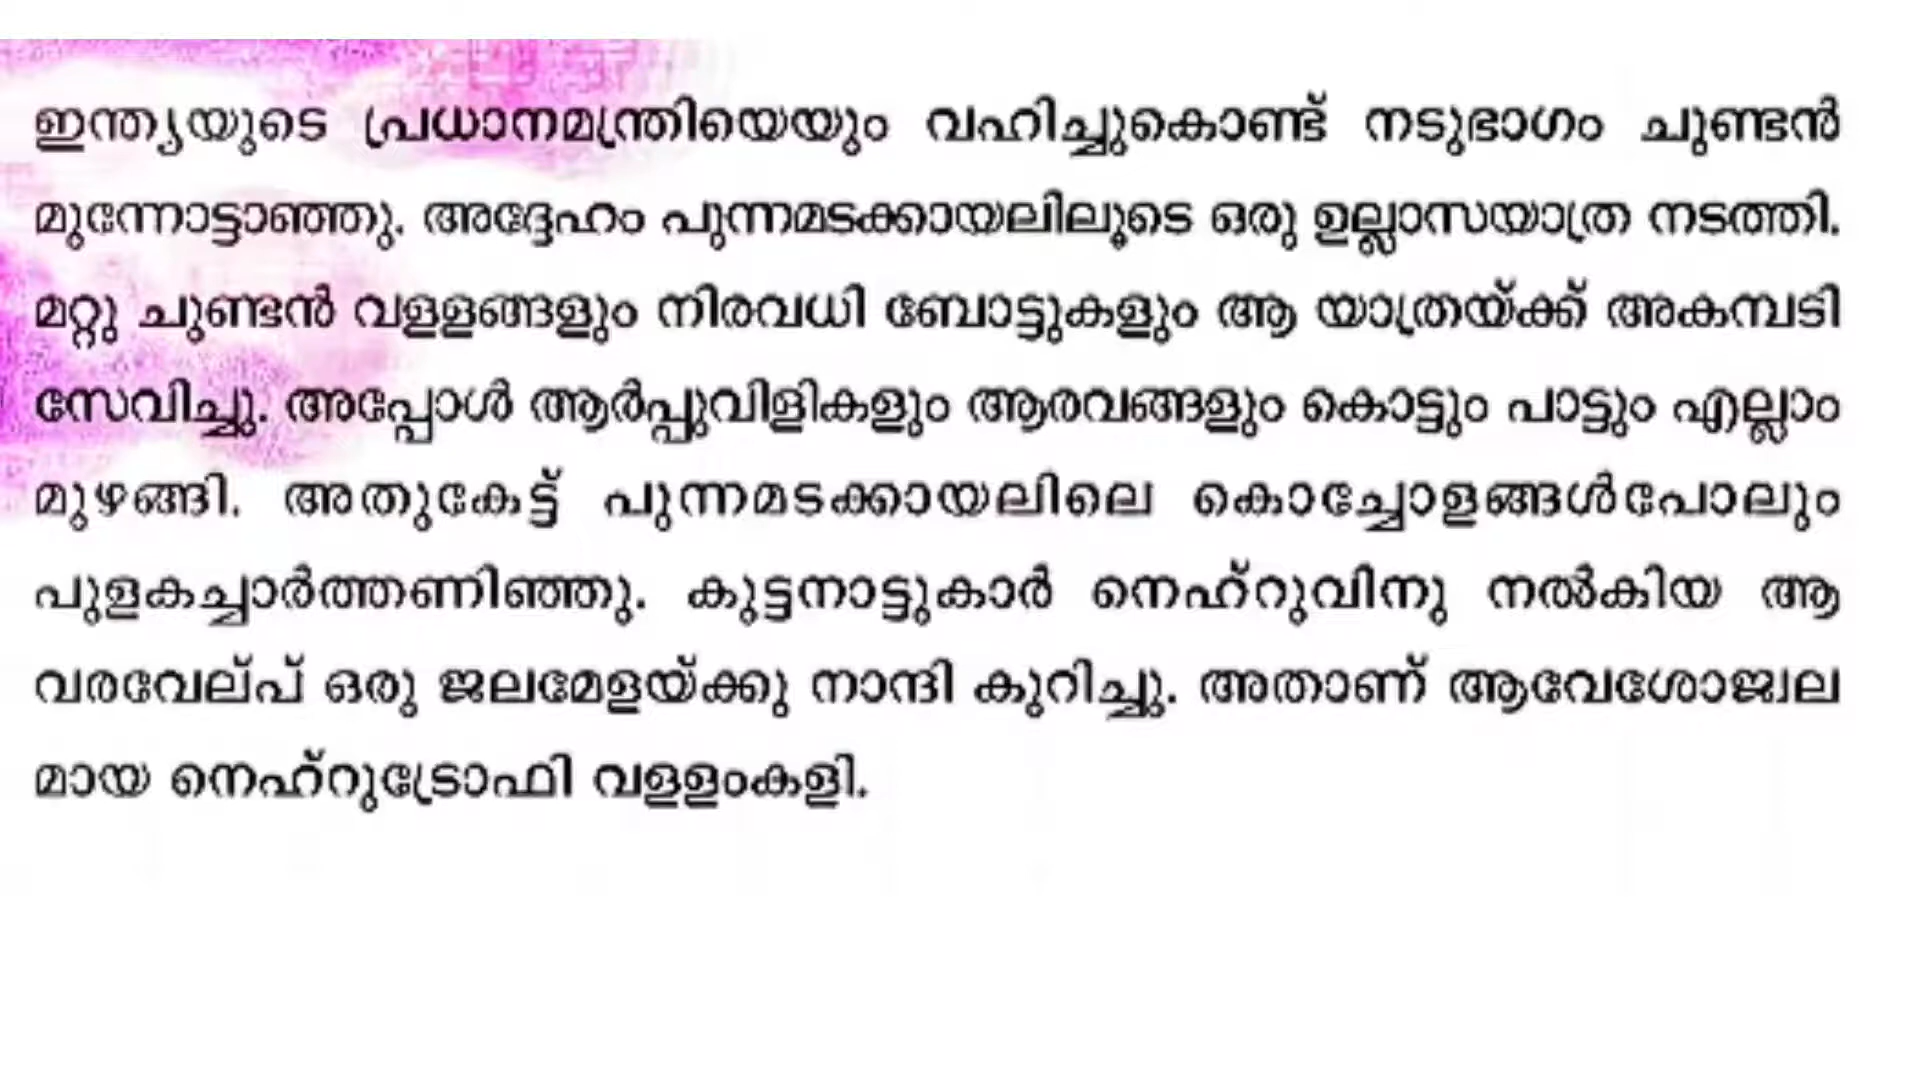 ഇന്ത്യയുടെ പ്രധാനമന്ത്രിയെയും വഹിച്ചുകൊണ്ട് നടുഭാഗം ചുണ്ടൻ
മുന്നോട്ടാഞ്ഞു. അദ്ദേഹം പുന്നമടക്കായലിലൂടെ ഒരു ഉല്ലാസയാത്ര നടത്തി.
മറ്റു ചുണ്ടൻ വള്ളങ്ങളും നിരവധി ബോട്ടുകളും ആ യാത്രയ്ക്ക് അകമ്പടി
സേവിച്ചു. അപ്പോൾ ആർപ്പുവിളികളും ആരവങ്ങളും കൊട്ടും പാട്ടും എല്ലാം
മുഴങ്ങി. അതുകേട്ട് പുന്നമടക്കായലിലെ കൊച്ചോളങ്ങൾപോലും
പുളകച്ചാർത്തണിഞ്ഞു. കുട്ടനാട്ടുകാർ നെഹ്റുവിനു നൽകിയ ആ
വരവേല്പ് ഒരു ജലമേളയ്ക്കു നാന്ദി കുറിച്ചു. അതാണ് ആവേശോജ്വല
മായ നെഹ്റുട്രോഫി വള്ളംകളി.